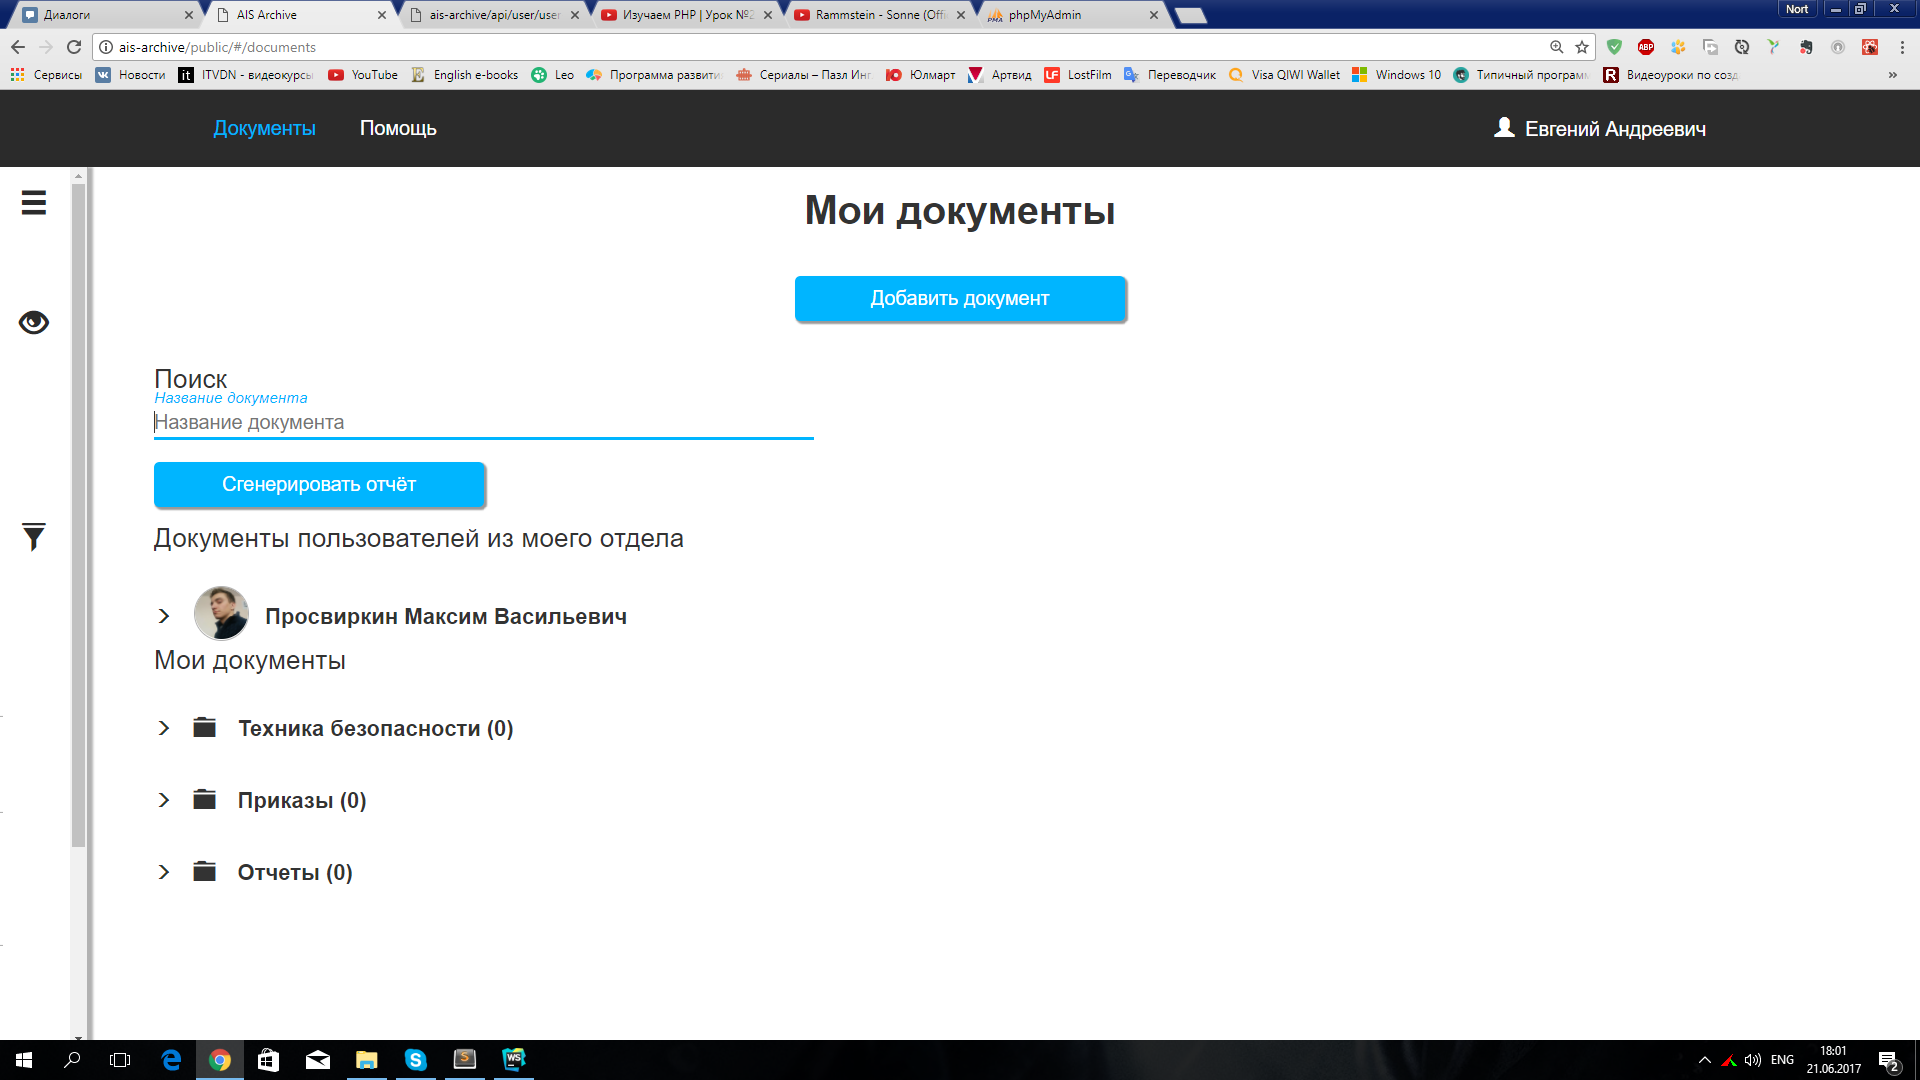 Диалоги
AIS Archive
ais-archive/api/user/user
Изучаем PHP | Урок №2
Rammstein - Sonne (Offi
phpMyAdmin
Nort
ais-archive/public/#/documents
Сервисы
Новости
ITVDN - видеокурсы
YouTube
English e-books
Leo
Программа развити
Сериалы – Пазл Инг
Юлмарт
Артвид
LostFilm
Переводчик
Visa QIWI Wallet
Windows 10
Типичный программ
Видеоуроки по созд
Документы
Помощь
Евгений Андреевич
Мои документы
Добавить документ
Поиск
Название документа
Название документа
Сгенерировать отчёт
Документы пользователей из моего отдела
Просвиркин Максим Васильевич
Мои документы
Техника безопасности (0)
Приказы (0)
Отчеты (0)
ENG
18:01
21.06.2017
2